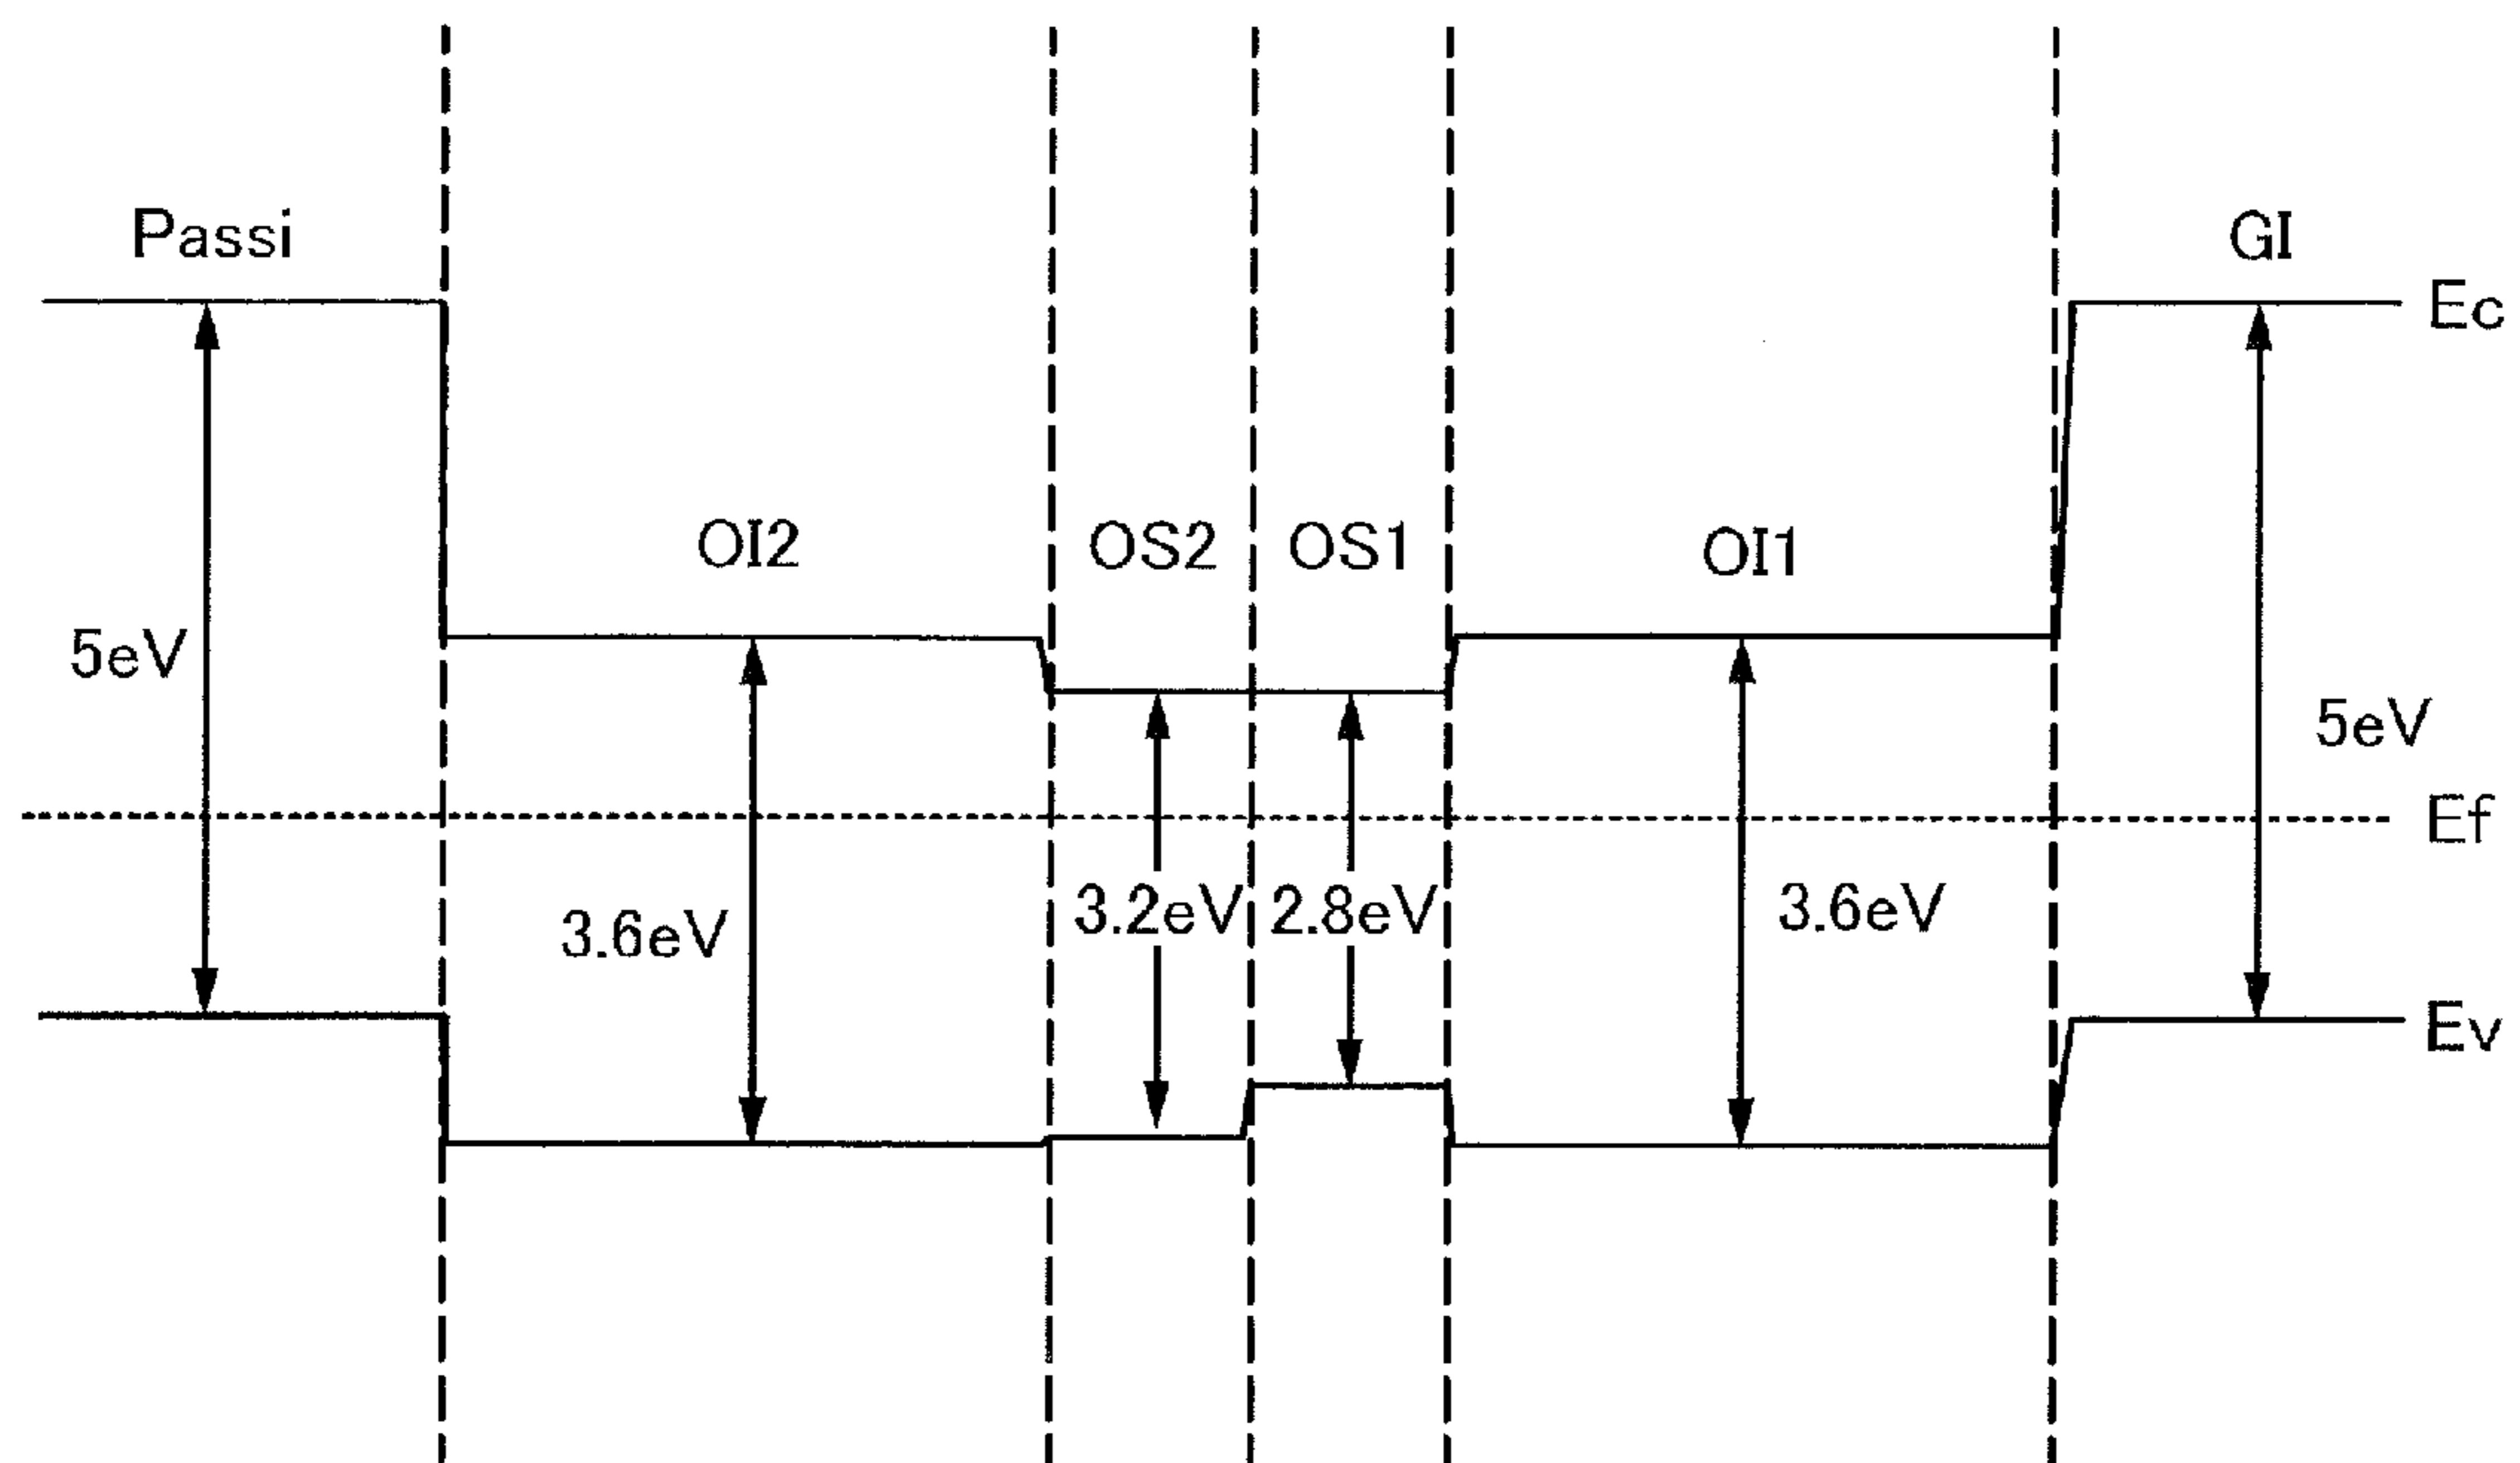 Passi
GI
Ec
OI2
OS2
OS1
OI1
5eV
5eV
Ef
3.6eV
3.2eV
2.8eV
3.6eV
Ev